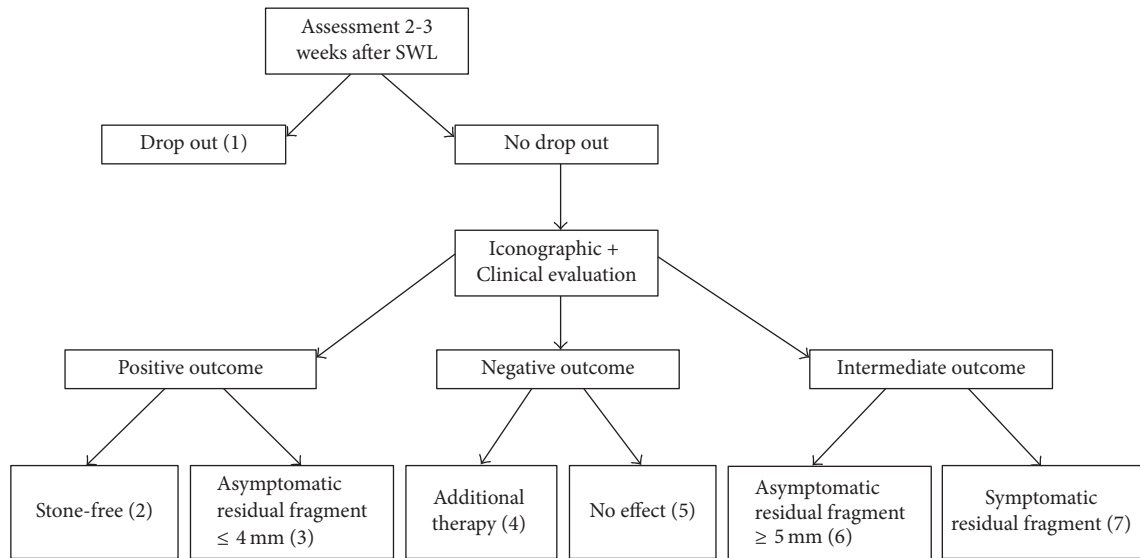 Assessment 2-3
weeks after SWL
Drop out (1)
No drop out
Iconographic +
Clinical evaluation
Positive outcome
Negative outcome
Intermediate outcome
Stone-free (2)
Asymptomatic
residual fragment
≤ 4 mm (3)
Additional
therapy (4)
No effect (5)
Asymptomatic
residual fragment
≥ 5 mm (6)
Symptomatic
residual fragment (7)